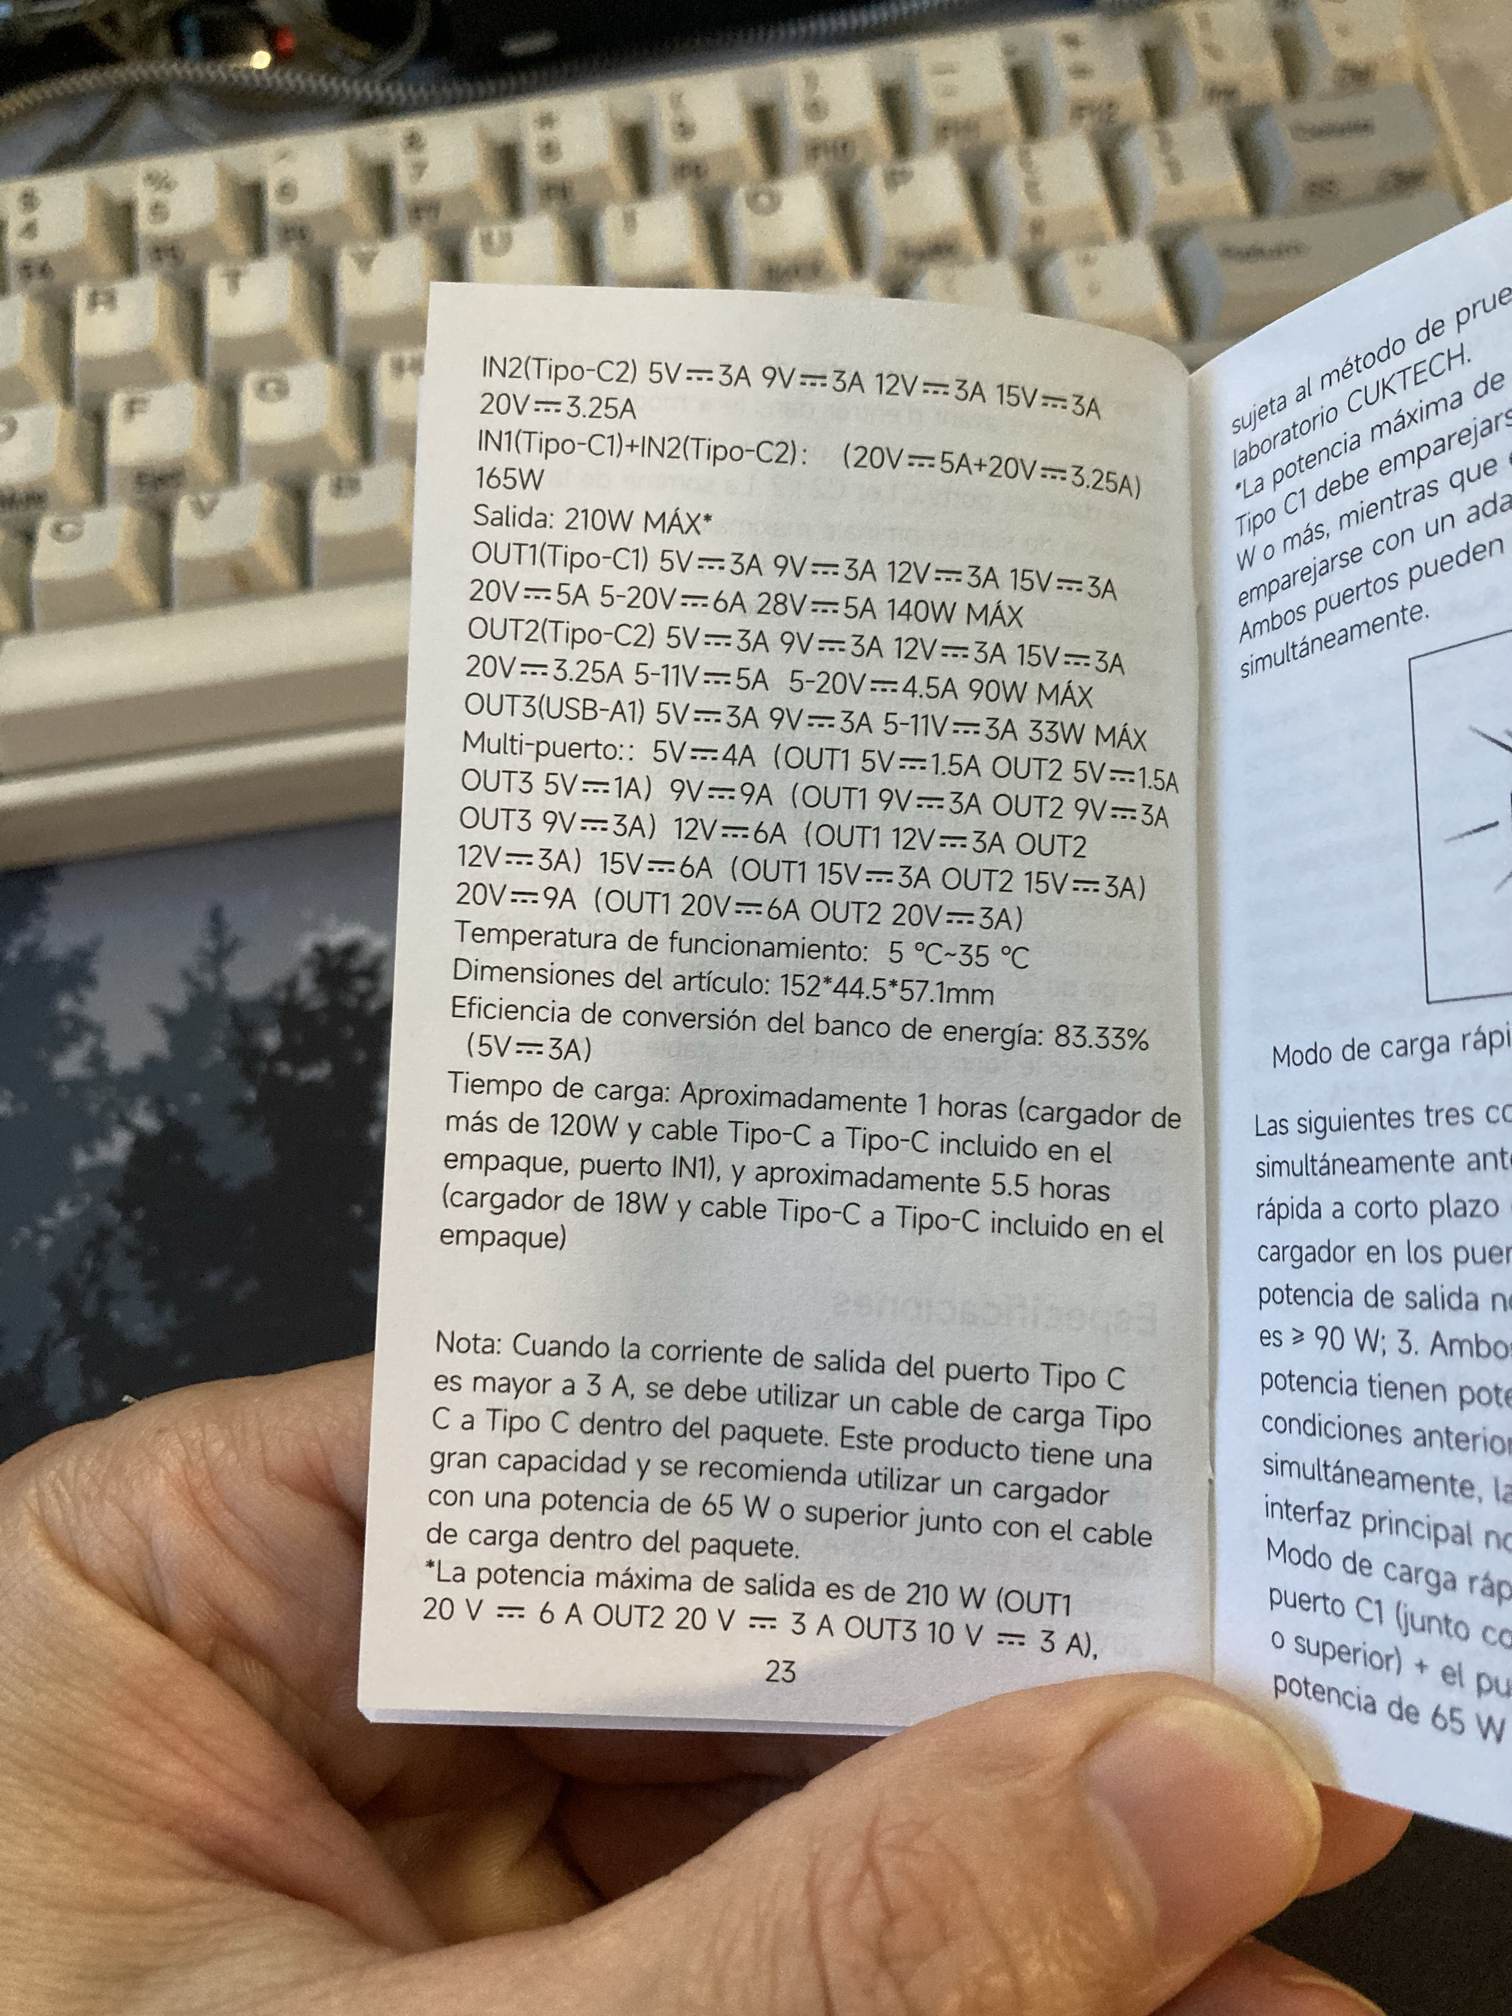 IN2(Tipo-C2) 5V⎓3A 9V⎓3A 12V⎓3A 15V⎓3A
20V⎓3.25A
IN1(Tipo-C1)+IN2(Tipo-C2): (20V⎓5A+20V⎓3.25A)
165W
Salida: 210W MÁX*
OUT1(Tipo-C1) 5V⎓3A 9V⎓3A 12V⎓3A 15V⎓3A
20V⎓5A 5-20V⎓6A 28V⎓5A 140W MÁX
OUT2(Tipo-C2) 5V⎓3A 9V⎓3A 12V⎓3A 15V⎓3A
20V⎓3.25A 5-11V⎓5A 5-20V⎓4.5A 90W MÁX
OUT3(USB-A1) 5V⎓3A 9V⎓3A 5-11V⎓3A 33W MÁX
Multi-puerto:: 5V⎓4A (OUT1 5V⎓1.5A OUT2 5V⎓1.5A
OUT3 5V⎓1A) 9V⎓9A (OUT1 9V⎓3A OUT2 9V⎓3A
OUT3 9V⎓3A) 12V⎓6A (OUT1 12V⎓3A OUT2
12V⎓3A) 15V⎓6A (OUT1 15V⎓3A OUT2 15V⎓3A)
20V⎓9A (OUT1 20V⎓6A OUT2 20V⎓3A)
Temperatura de funcionamiento: 5 °C~35 °C
Dimensiones del artículo: 152*44.5*57.1mm
Eficiencia de conversión del banco de energía: 83.33%
(5V⎓3A)
Tiempo de carga: Aproximadamente 1 horas (cargador de
más de 120W y cable Tipo-C a Tipo-C incluido en el
empaque, puerto IN1), y aproximadamente 5.5 horas
(cargador de 18W y cable Tipo-C a Tipo-C incluido en el
empaque)
Nota: Cuando la corriente de salida del puerto Tipo C
es mayor a 3 A, se debe utilizar un cable de carga Tipo
C a Tipo C dentro del paquete. Este producto tiene una
gran capacidad y se recomienda utilizar un cargador
con una potencia de 65 W o superior junto con el cable
de carga dentro del paquete.
*La potencia máxima de salida es de 210 W (OUT1
20 V ⎓ 6 A OUT2 20 V ⎓ 3 A OUT3 10 V ⎓ 3 A),
23
sujeta al método de prue
laboratorio CUKTECH.
*La potencia máxima de
Tipo C1 debe emparejars
W o más, mientras que
emparejarse con un ada
Ambos puertos pueden
simultáneamente.
Modo de carga rápi
Las siguientes tres co
simultáneamente ant
rápida a corto plazo
cargador en los puer
potencia de salida n
es ⩾ 90 W; 3. Ambo
potencia tienen pot
condiciones anterior
simultáneamente, la
interfaz principal no
Modo de carga ráp
puerto C1 (junto co
o superior) + el pu
potencia de 65 W